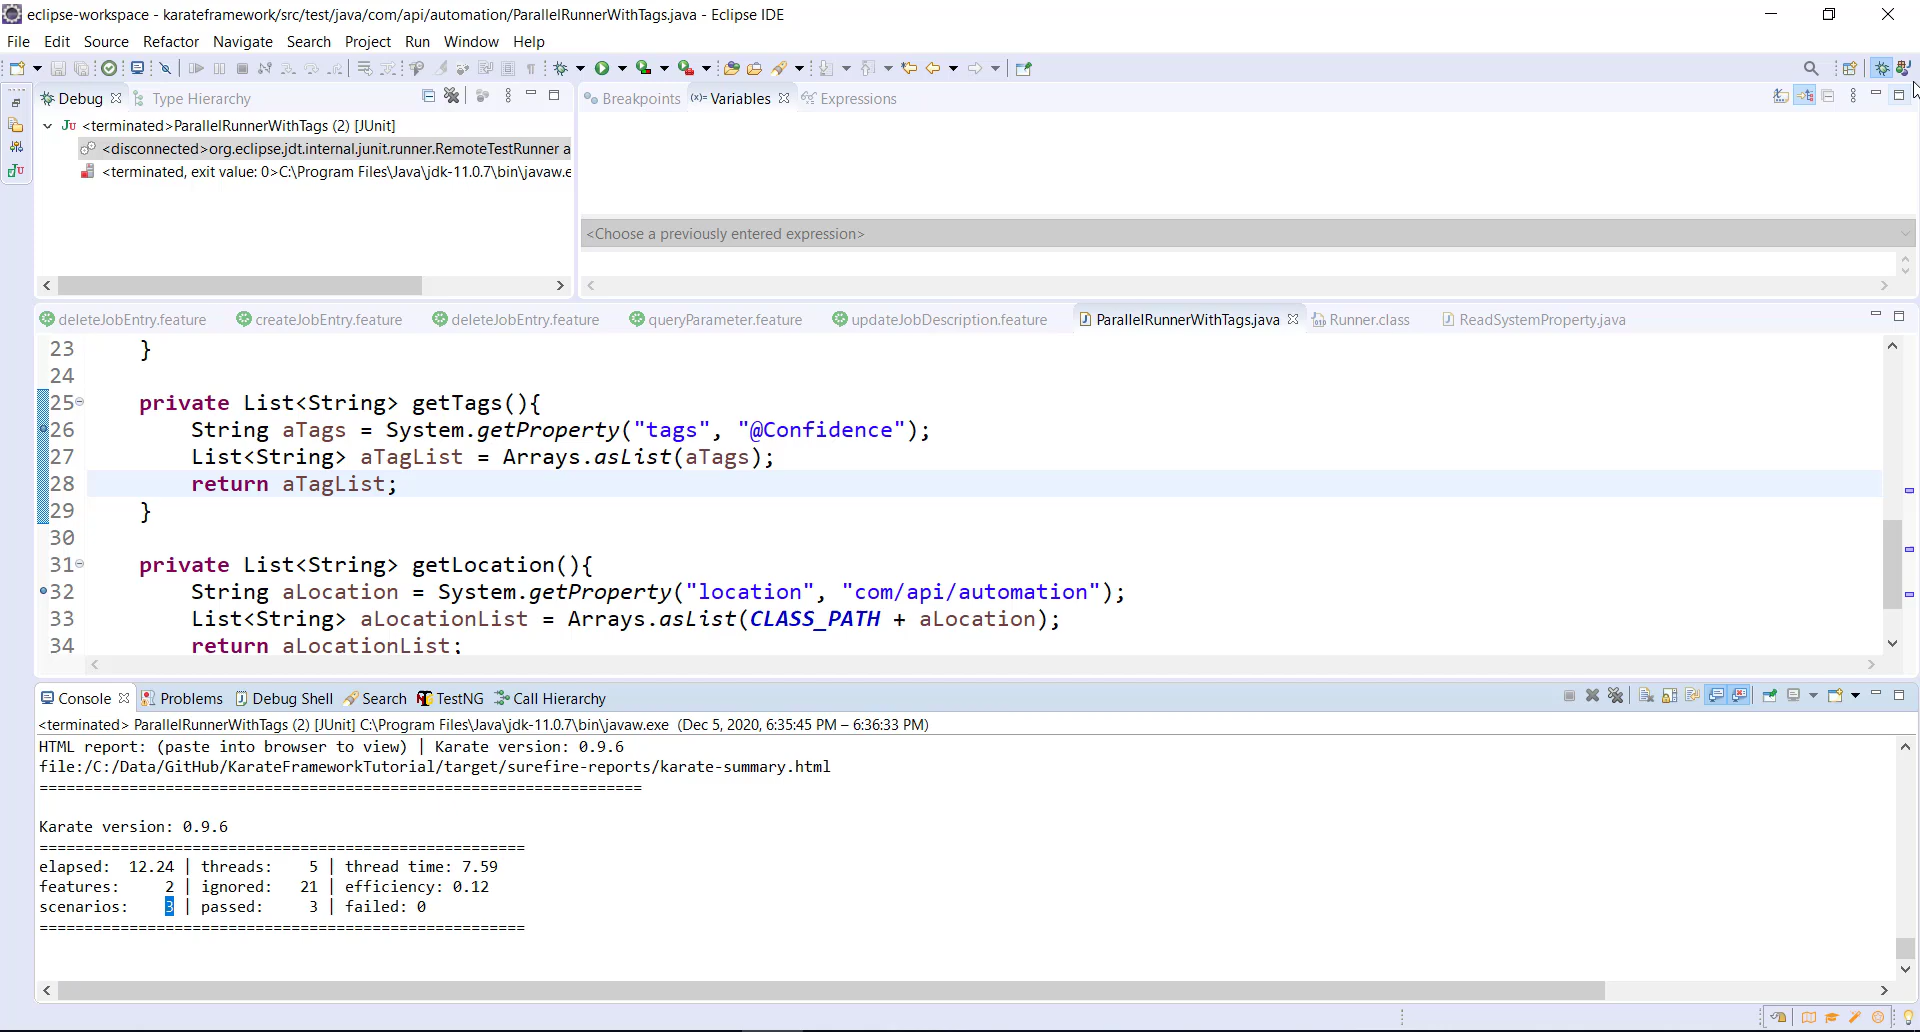 eclipse-workspace - karateframework/src/test/java/com/api/automation/ParallelRunnerWithTags.java - Eclipse IDE
File Edit Source Refactor Navigate Search Project Run Window Help
Debug Type Hierarchy
Breakpoints (x)= Variables Expressions
Ju <terminated>ParallelRunnerWithTags (2) [JUnit]
<disconnected>org.eclipse.jdt.internal.junit.runner.RemoteTestRunner a
<terminated, exit value: 0>C:\Program Files\Java\jdk-11.0.7\bin\javaw.e
<Choose a previously entered expression>
deleteJobEntry.feature createJobEntry.feature deleteJobEntry.feature queryParameter.feature updateJobDescription.feature ParallelRunnerWithTags.java Runner.class ReadSystemProperty.java
23 }
24
25 private List<String> getTags(){
26 String aTags = System.getProperty("tags", "@Confidence");
27 List<String> aTagList = Arrays.asList(aTags);
28 return aTagList;
29 }
30
31 private List<String> getLocation(){
32 String aLocation = System.getProperty("location", "com/api/automation");
33 List<String> aLocationList = Arrays.asList(CLASS_PATH + aLocation);
34 return aLocationList;
Console Problems Debug Shell Search TestNG Call Hierarchy
<terminated> ParallelRunnerWithTags (2) [JUnit] C:\Program Files\Java\jdk-11.0.7\bin\javaw.exe (Dec 5, 2020, 6:35:45 PM – 6:36:33 PM)
HTML report: (paste into browser to view) | Karate version: 0.9.6
file:/C:/Data/GitHub/KarateFrameworkTutorial/target/surefire-reports/karate-summary.html
===================================================================
Karate version: 0.9.6
======================================================
elapsed: 12.24 | threads: 5 | thread time: 7.59
features: 2 | ignored: 21 | efficiency: 0.12
scenarios: 3 | passed: 3 | failed: 0
======================================================